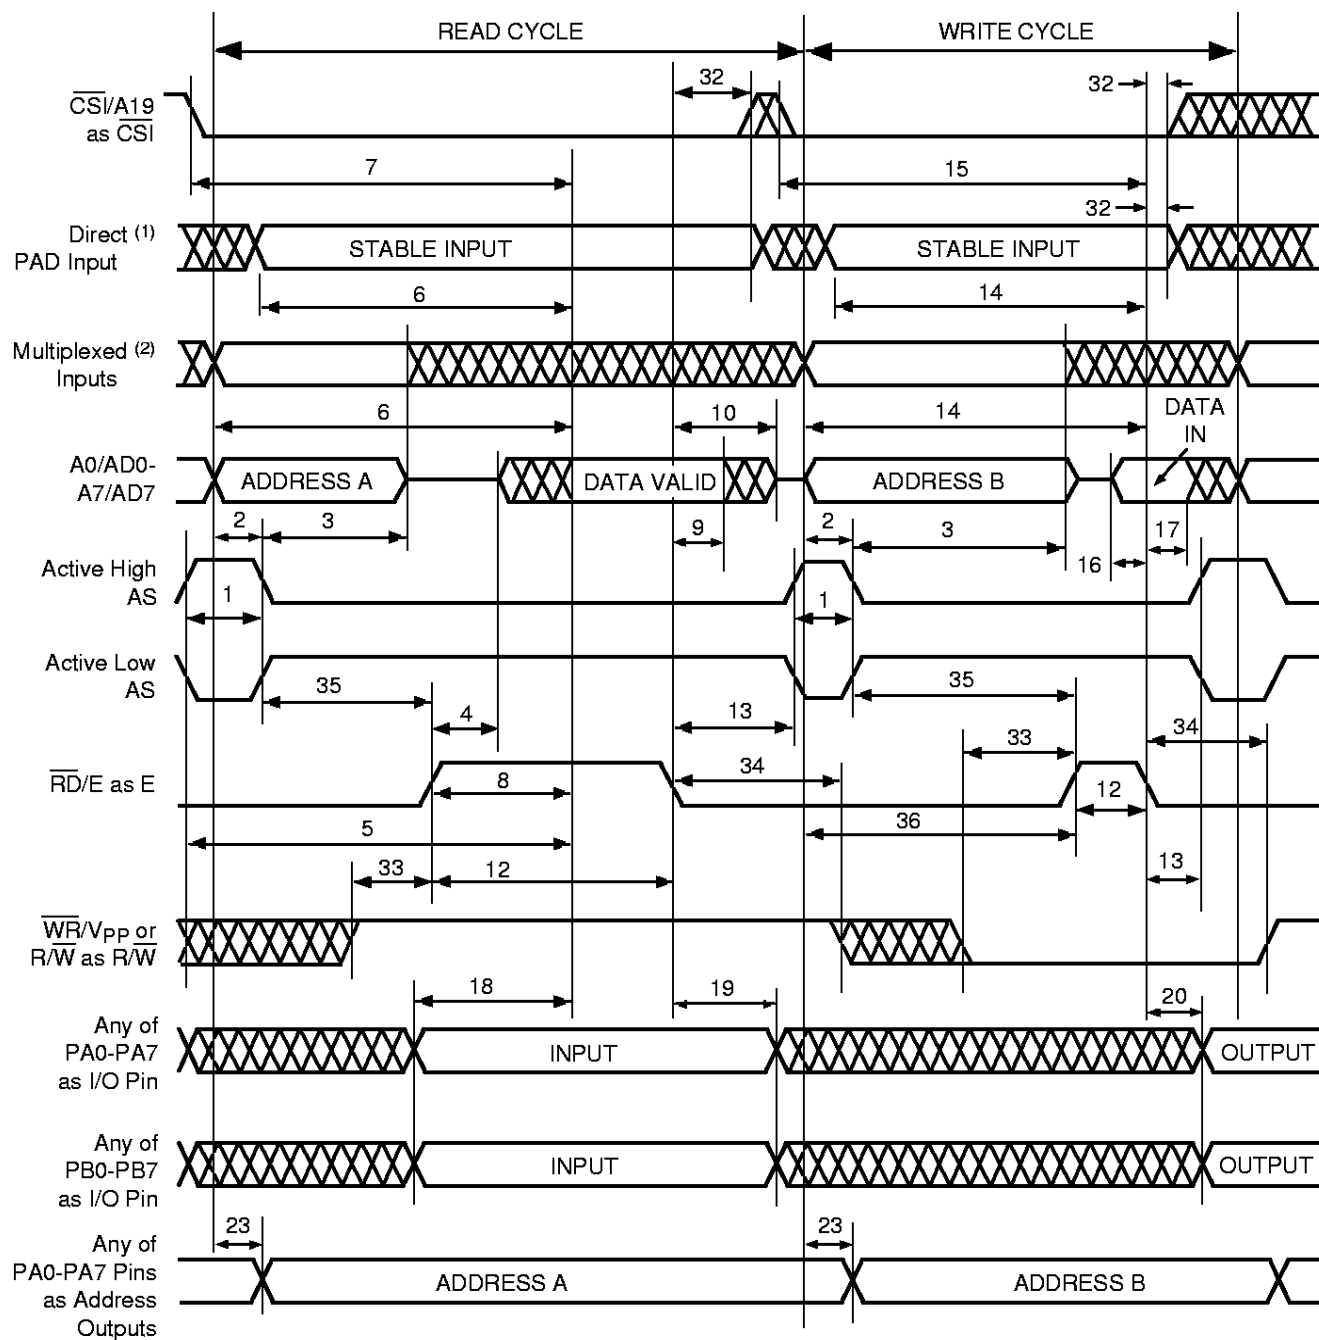 READ CYCLE
WRITE CYCLE
32
32
CSI/A19
as CSI
7
15
32
Direct (1)
PAD Input
STABLE INPUT
STABLE INPUT
6
14
Multiplexed (2)
Inputs
6
10
14
DATA
IN
A0/AD0-
A7/AD7
ADDRESS A
DATA VALID
ADDRESS B
2
3
9
2
3
17
16
Active High
AS
1
1
Active Low
AS
35
35
4
13
34
33
34
RD/E as E
8
12
5
36
33
12
13
WR/VPP or
R/W as R/W
18
19
20
Any of
PA0-PA7
as I/O Pin
INPUT
OUTPUT
Any of
PB0-PB7
as I/O Pin
INPUT
OUTPUT
23
23
Any of
PA0-PA7 Pins
as Address
Outputs
ADDRESS A
ADDRESS B